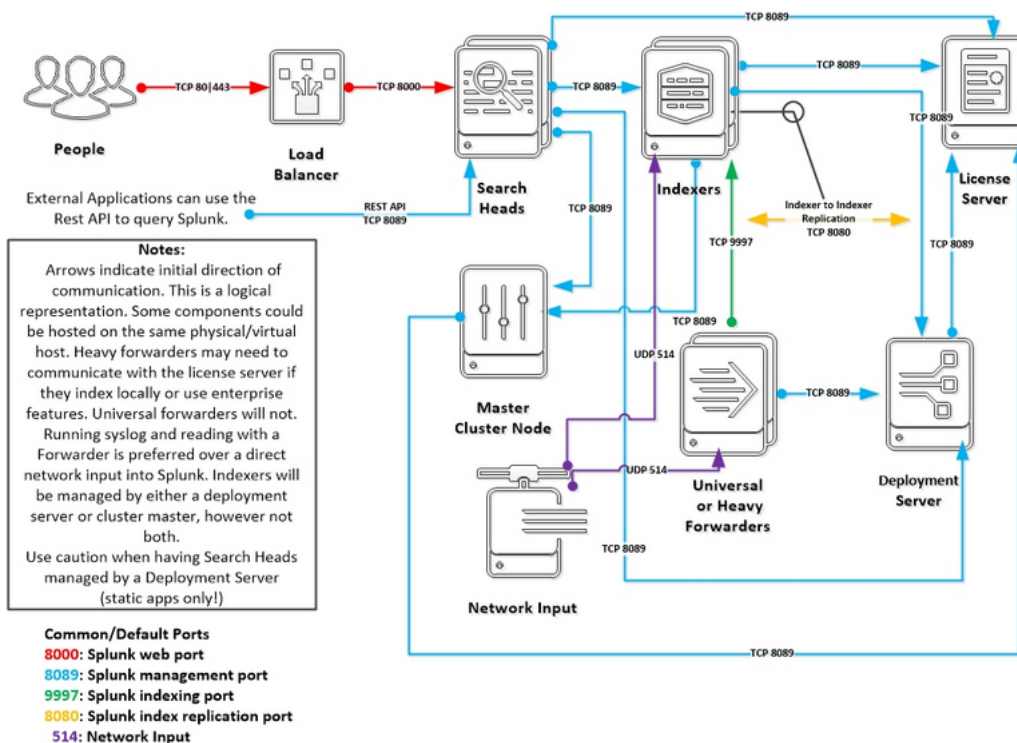 TCP 8089
TCP 80|443
TCP 8000
TCP 8089
TCP 8089
TCP 8089
People
Load
Balancer
Search
Heads
Indexers
License
Server
External Applications can use the
Rest API to query Splunk.
REST API
TCP 8089
TCP 8089
Indexer to Indexer
Replication
TCP 8080
TCP 9997
TCP 8089
Notes:
Arrows indicate initial direction of
communication. This is a logical
representation. Some components could
be hosted on the same physical/virtual
host. Heavy forwarders may need to
communicate with the license server if
they index locally or use enterprise
features. Universal forwarders will not.
Running syslog and reading with a
Forwarder is preferred over a direct
network input into Splunk. Indexers will
be managed by either a deployment
server or cluster master, however not
both.
Use caution when having Search Heads
managed by a Deployment Server
(static apps only!)
TCP 8089
UDP 514
TCP 8089
Master
Cluster Node
UDP 514
Universal
or Heavy
Forwarders
Deployment
Server
TCP 8089
Network Input
TCP 8089
Common/Default Ports
8000: Splunk web port
8089: Splunk management port
9997: Splunk indexing port
8080: Splunk index replication port
514: Network Input